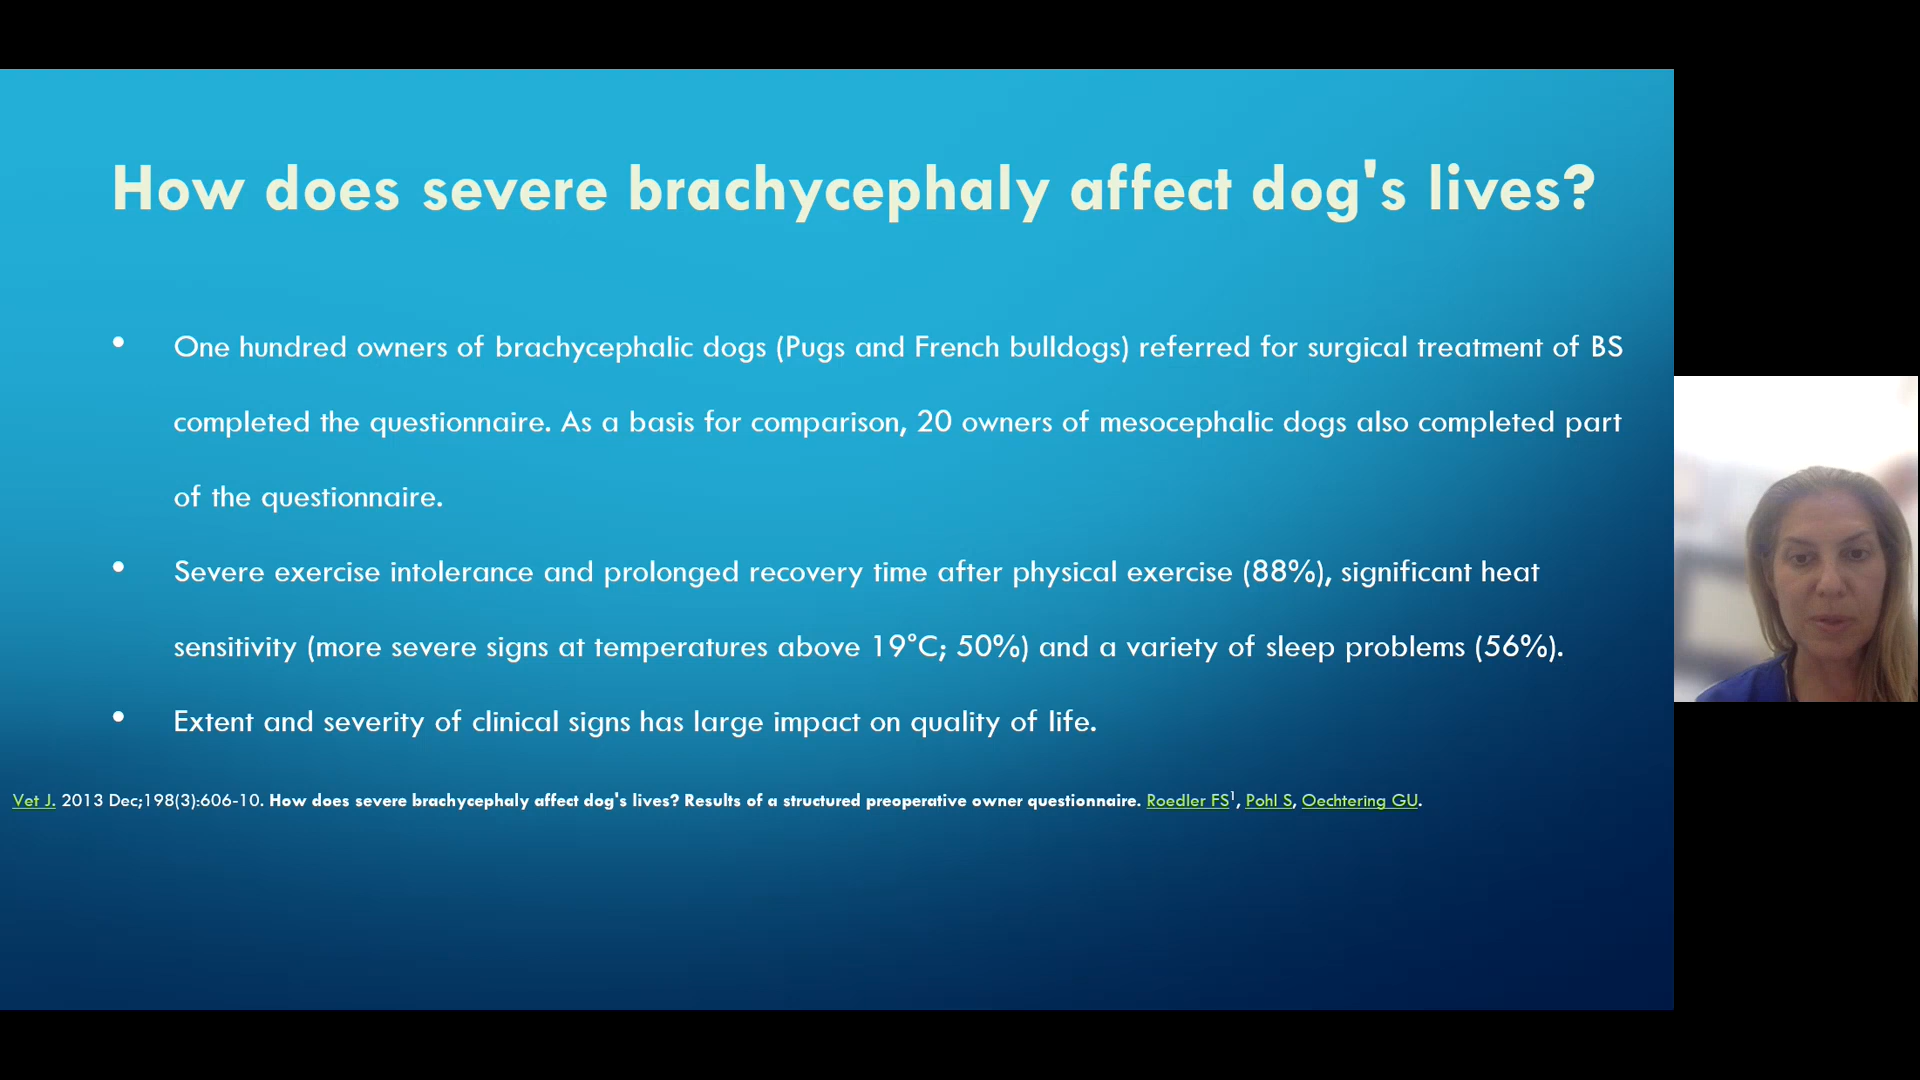 How does severe brachycephaly affect dog's lives?
• One hundred owners of brachycephalic dogs (Pugs and French bulldogs) referred for surgical treatment of BS
completed the questionnaire. As a basis for comparison, 20 owners of mesocephalic dogs also completed part
of the questionnaire.
• Severe exercise intolerance and prolonged recovery time after physical exercise (88%), significant heat
sensitivity (more severe signs at temperatures above 19°C; 50%) and a variety of sleep problems (56%).
• Extent and severity of clinical signs has large impact on quality of life.
Vet J. 2013 Dec;198(3):606-10. How does severe brachycephaly affect dog's lives? Results of a structured preoperative owner questionnaire. Roedler FS¹, Pohl S, Oechtering GU.